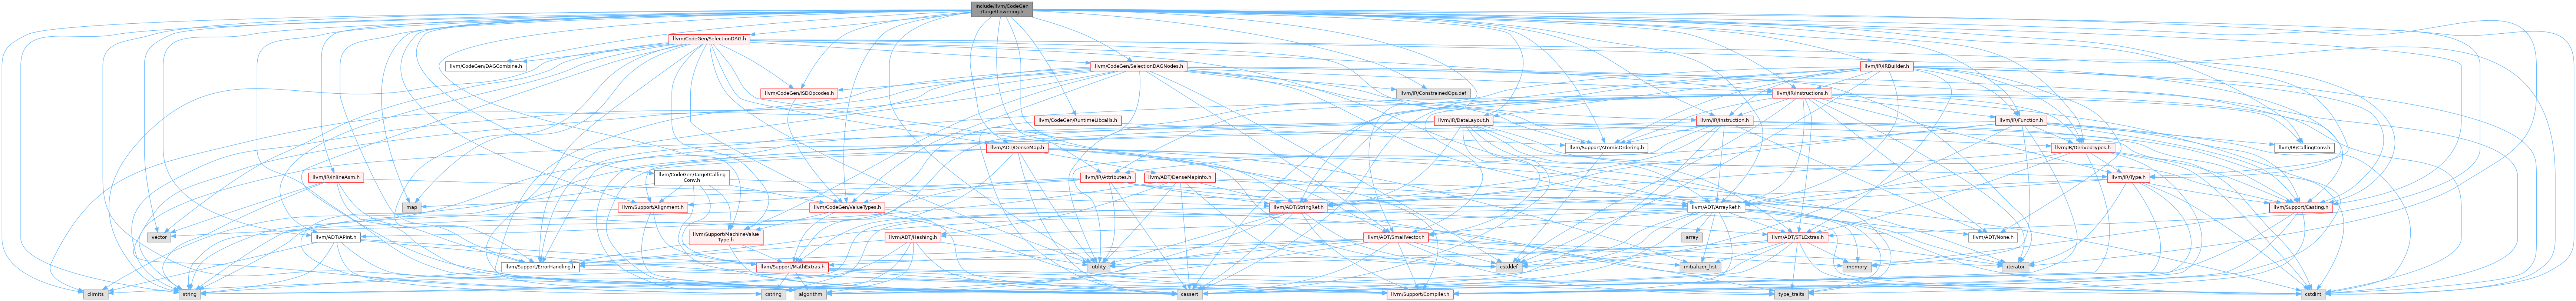 include/llvm/CodeGen
/TargetLowering.h
llvm/CodeGen/SelectionDAG.h
llvm/CodeGen/DAGCombine.h
llvm/CodeGen/SelectionDAGNodes.h
llvm/IR/IRBuilder.h
llvm/CodeGen/ISDOpcodes.h
llvm/IR/ConstrainedOps.def
llvm/IR/Instructions.h
llvm/CodeGen/RuntimeLibcalls.h
llvm/IR/DataLayout.h
llvm/IR/Instruction.h
llvm/IR/Function.h
llvm/ADT/DenseMap.h
llvm/Support/AtomicOrdering.h
llvm/IR/DerivedTypes.h
llvm/IR/CallingConv.h
llvm/IR/InlineAsm.h
llvm/CodeGen/TargetCalling
Conv.h
llvm/IR/Attributes.h
llvm/ADT/DenseMapInfo.h
llvm/IR/Type.h
map
llvm/Support/Alignment.h
llvm/CodeGen/ValueTypes.h
llvm/ADT/StringRef.h
llvm/ADT/ArrayRef.h
llvm/Support/Casting.h
vector
llvm/ADT/APInt.h
llvm/Support/MachineValue
Type.h
llvm/ADT/Hashing.h
llvm/ADT/SmallVector.h
array
llvm/ADT/STLExtras.h
llvm/ADT/None.h
llvm/Support/ErrorHandling.h
llvm/Support/MathExtras.h
utility
cstddef
initializer_list
memory
iterator
climits
string
cstring
algorithm
cassert
llvm/Support/Compiler.h
type_traits
cstdint